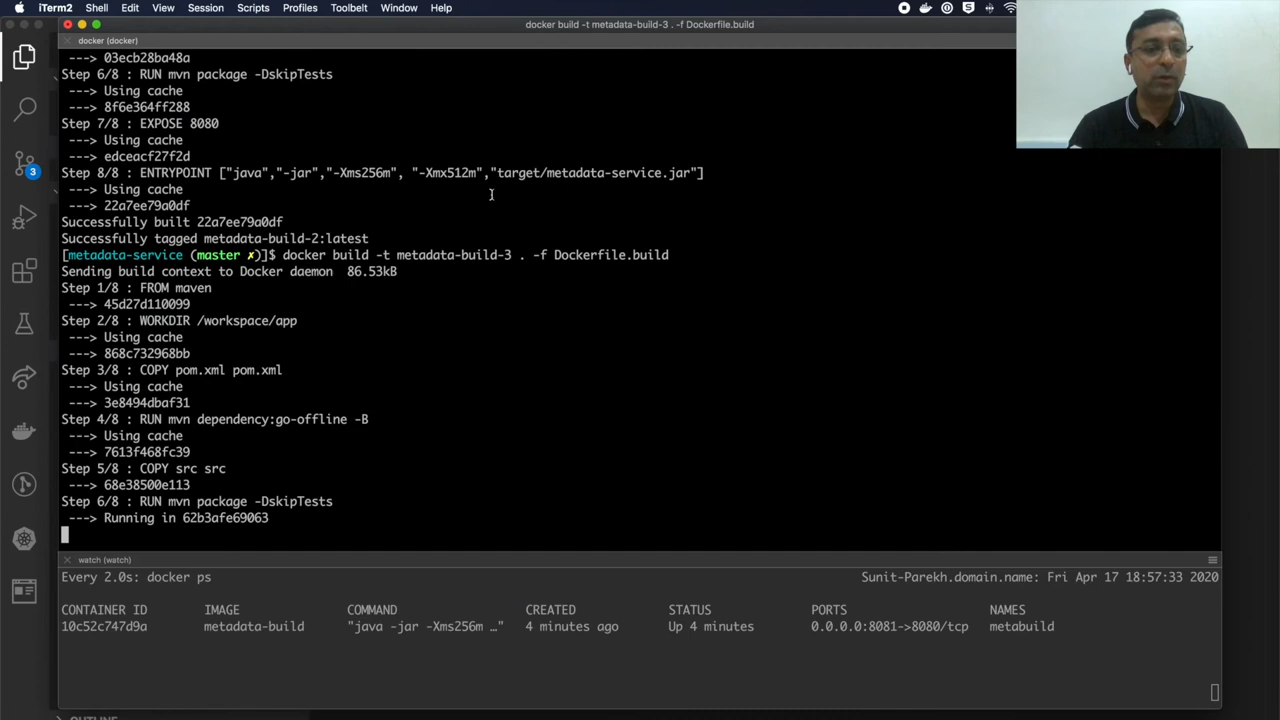 iTerm2 Shell Edit View Session Scripts Profiles Toolbelt Window Help
docker build -t metadata-build-3 . -f Dockerfile.build
docker (docker)
---> 03ecb28ba48a
Step 6/8 : RUN mvn package -DskipTests
---> Using cache
---> 8f6e364ff288
Step 7/8 : EXPOSE 8080
---> Using cache
---> edceacf27f2d
Step 8/8 : ENTRYPOINT ["java","-jar","-Xms256m", "-Xmx512m","target/metadata-service.jar"]
---> Using cache
---> 22a7ee79a0df
Successfully built 22a7ee79a0df
Successfully tagged metadata-build-2:latest
[metadata-service (master ✗)]$ docker build -t metadata-build-3 . -f Dockerfile.build
Sending build context to Docker daemon 86.53kB
Step 1/8 : FROM maven
---> 45d27d110099
Step 2/8 : WORKDIR /workspace/app
---> Using cache
---> 868c732968bb
Step 3/8 : COPY pom.xml pom.xml
---> Using cache
---> 3e8494dbaf31
Step 4/8 : RUN mvn dependency:go-offline -B
---> Using cache
---> 7613f468fc39
Step 5/8 : COPY src src
---> 68e38500e113
Step 6/8 : RUN mvn package -DskipTests
---> Running in 62b3afe69063
3
watch (watch)
Every 2.0s: docker ps Sunit-Parekh.domain.name: Fri Apr 17 18:57:33 2020
CONTAINER ID IMAGE COMMAND CREATED STATUS PORTS NAMES
10c52c747d9a metadata-build "java -jar -Xms256m …" 4 minutes ago Up 4 minutes 0.0.0.0:8081->8080/tcp metabuild
OUTLINE